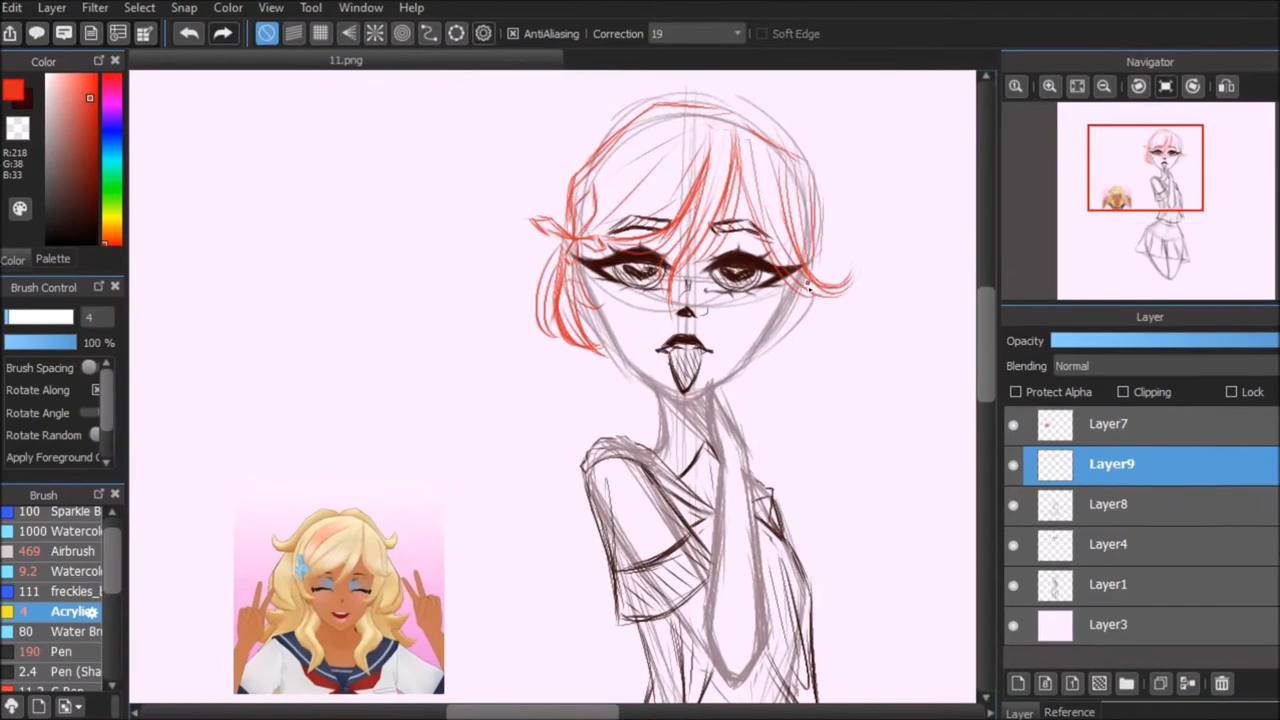 Edit Layer Filter Select Snap Color View Tool Window Help
AntiAliasing Correction 19 Soft Edge
11.png
Color
R:218
G:38
B:33
Color Palette
Brush Control
4
100 %
Brush Spacing
Rotate Along
Rotate Angle
Rotate Random
Apply Foreground C
Brush
100 Sparkle B
1000 Waterco
469 Airbrush
9.2 Waterco
111 freckles_b
4 Acrylic
80 Water Br
190 Pen
2.4 Pen (Sha
Navigator
Layer
Opacity
Blending Normal
Protect Alpha Clipping Lock
Layer7
Layer9
Layer8
Layer4
Layer1
Layer3
Layer Reference